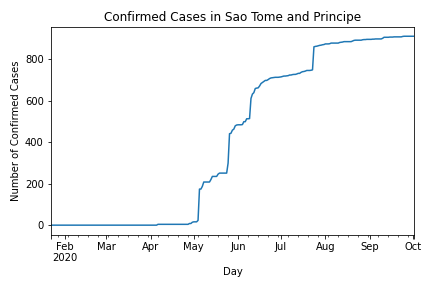 Confirmed Cases in Sao Tome and Principe
Number of Confirmed Cases
800
600
400
200
0
Feb Mar Apr May Jun Jul Aug Sep Oct
2020
Day